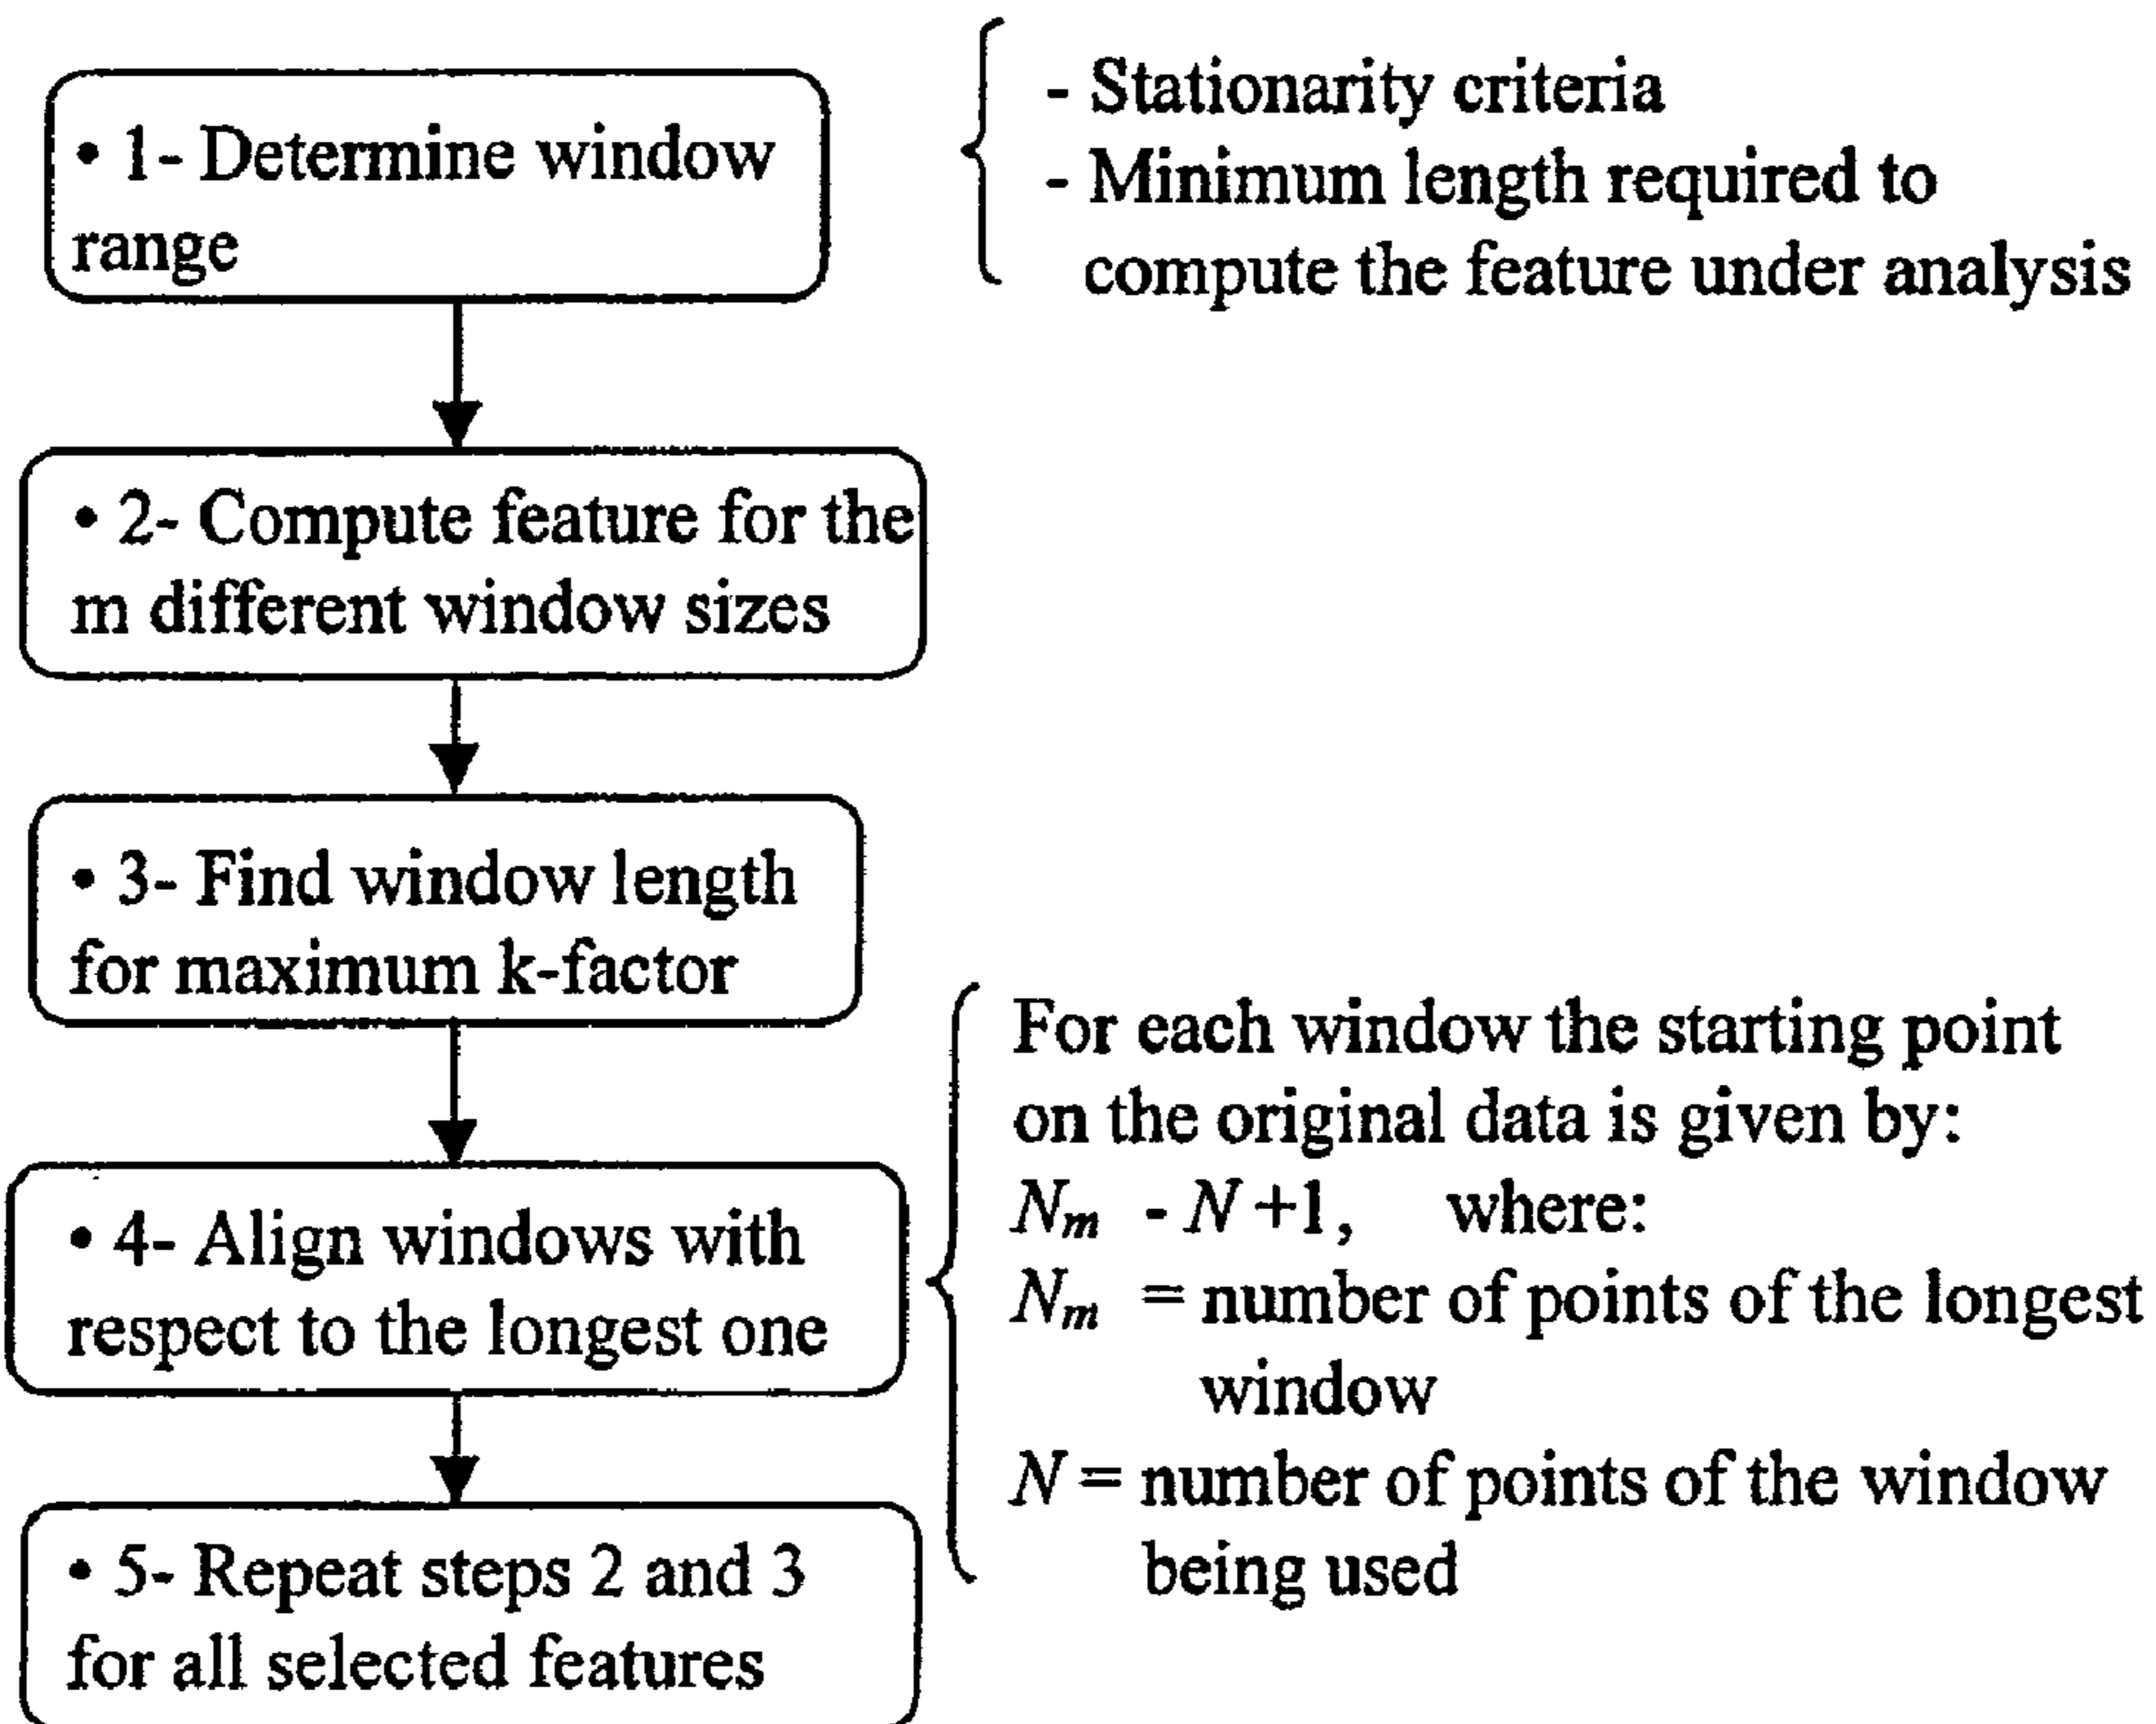 • 1- Determine window
range
- Stationarity criteria
- Minimum length required to
compute the feature under analysis
• 2- Compute feature for the
m different window sizes
• 3- Find window length
for maximum k-factor
• 4- Align windows with
respect to the longest one
For each window the starting point
on the original data is given by:
Nₘ - N +1, where:
Nₘ = number of points of the longest
window
N = number of points of the window
being used
• 5- Repeat steps 2 and 3
for all selected features